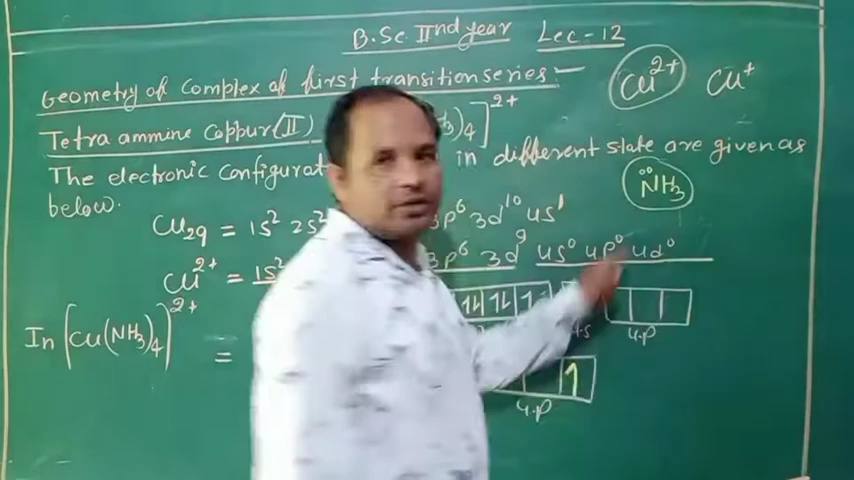 B.Sc. IInd year Lec-12
Geometry of Complex of first transition series:-
Cu2+ Cu+
Tetra ammine Coppur(II) )4]2+
The electronic configurat in different state are given as
below.
N̈H3
Cu29 = 1s2 2s2 3p6 3d10 4s1
Cu2+ = 1s2 3p6 3d9 4s0 4p0 4d0
In [Cu(NH3)4]2+ =
4s 4p
4p